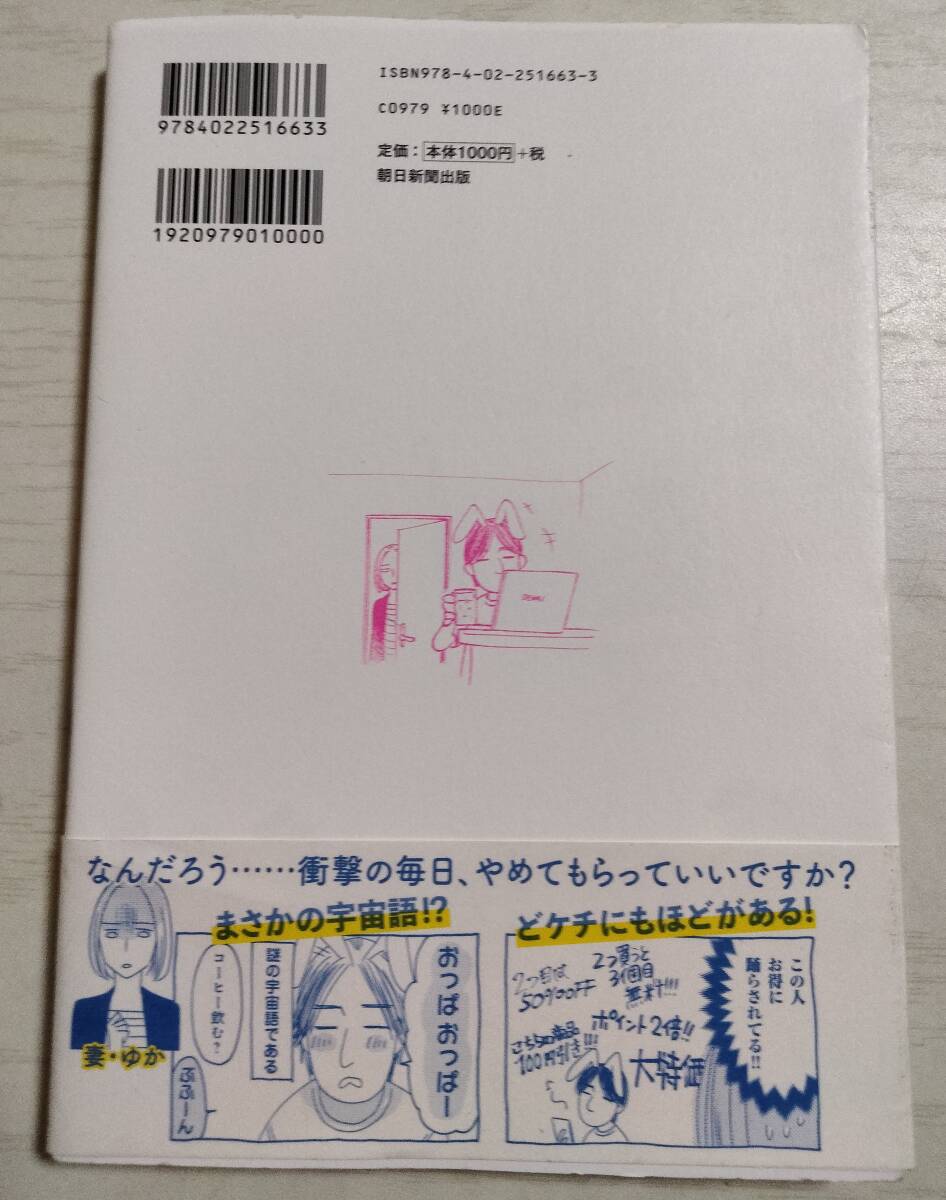 ISBN978-4-02-251663-3
C0979 ¥1000E
9784022516633
定価：本体1000円+税
朝日新聞出版
1920979010000
なんだろう……衝撃の毎日、やめてもらっていいですか？
まさかの宇宙語!?
どケチにもほどがある!
妻・ゆか
おっぱおっぱー
謎の宇宙語である
コーヒー飲む？
ぶぶーん
この人
お得に
踊らされてる!!
2つ買うと
3個目
無料!!!
2つ目は
50%OFF
ポイント2倍!!
こちらの商品
100円引き!!!
大特価